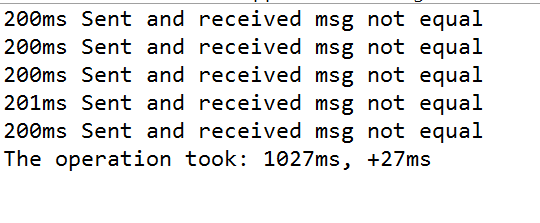 200ms Sent and received msg not equal
200ms Sent and received msg not equal
200ms Sent and received msg not equal
201ms Sent and received msg not equal
200ms Sent and received msg not equal
The operation took: 1027ms, +27ms